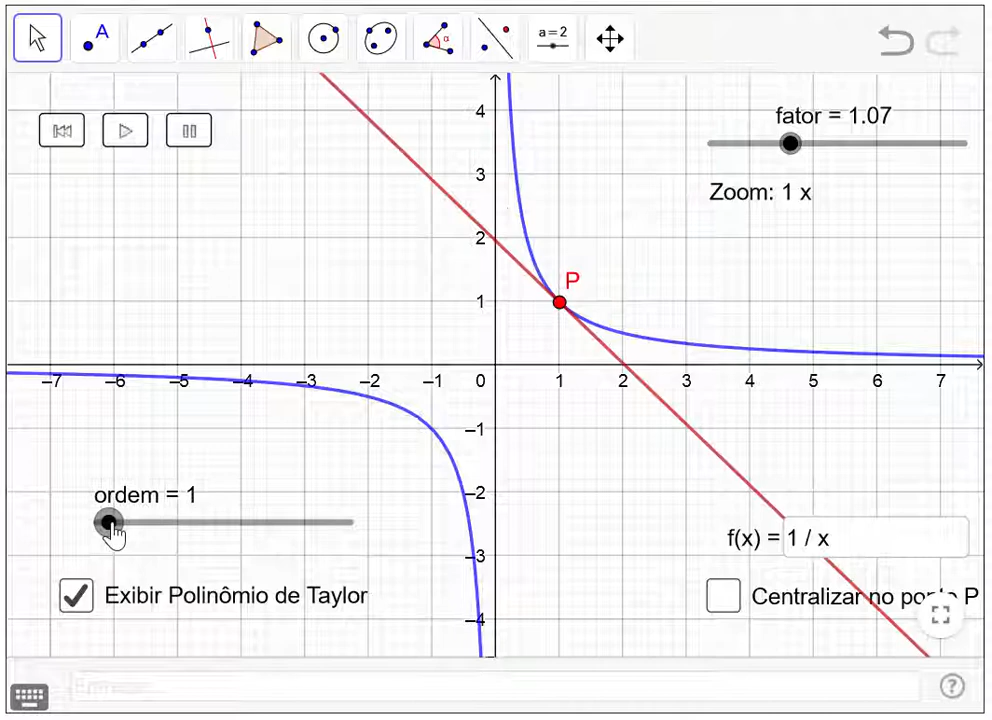 A
α
a = 2
fator = 1.07
Zoom: 1 x
4
3
2
1
P
–7 –6 –5 –4 –3 –2 –1 0 1 2 3 4 5 6 7
–1
–2
–3
–4
ordem = 1
f(x) = 1 / x
Exibir Polinômio de Taylor
Centralizar no ponto P
?